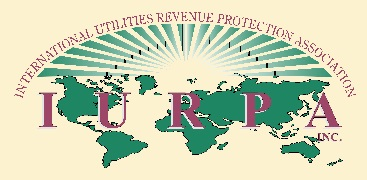 INTERNATIONAL UTILITIES REVENUE PROTECTION ASSOCIATION
I U R P A
INC.